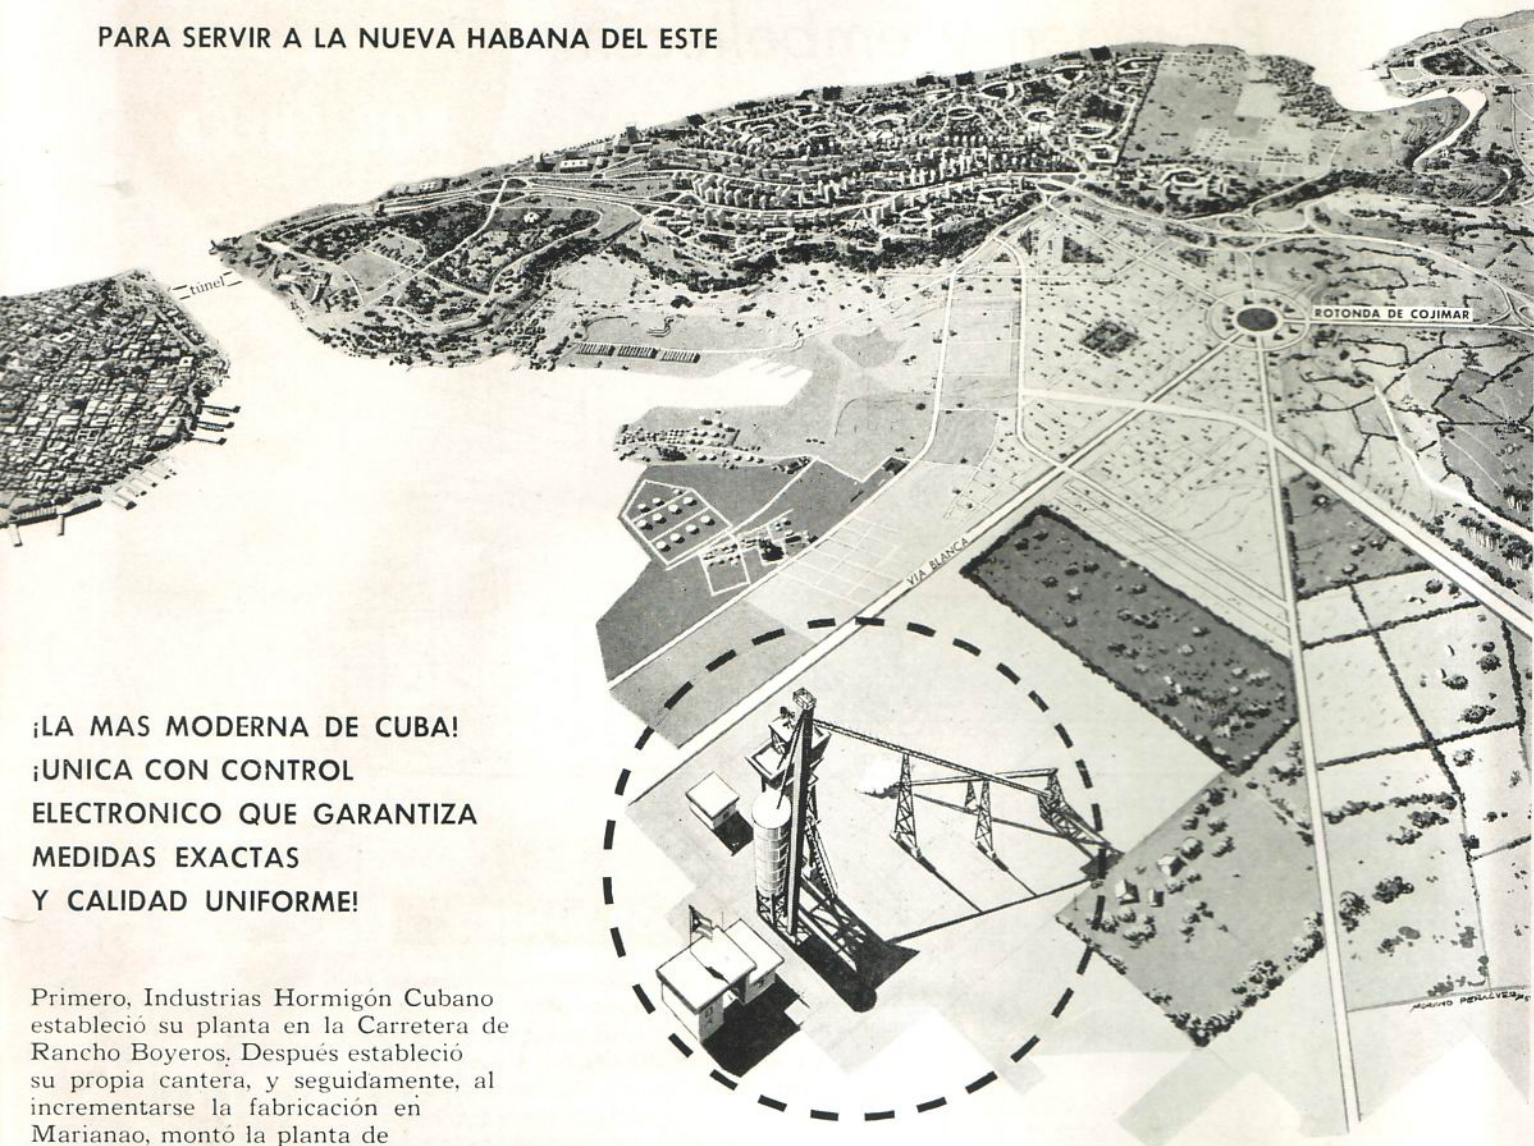 PARA SERVIR A LA NUEVA HABANA DEL ESTE
túnel
ROTONDA DE COJIMAR
VIA BLANCA
¡LA MAS MODERNA DE CUBA!
¡UNICA CON CONTROL
ELECTRONICO QUE GARANTIZA
MEDIDAS EXACTAS
Y CALIDAD UNIFORME!
Primero, Industrias Hormigón Cubano
estableció su planta en la Carretera de
Rancho Boyeros. Después estableció
su propia cantera, y seguidamente, al
incrementarse la fabricación en
Marianao, montó la planta de